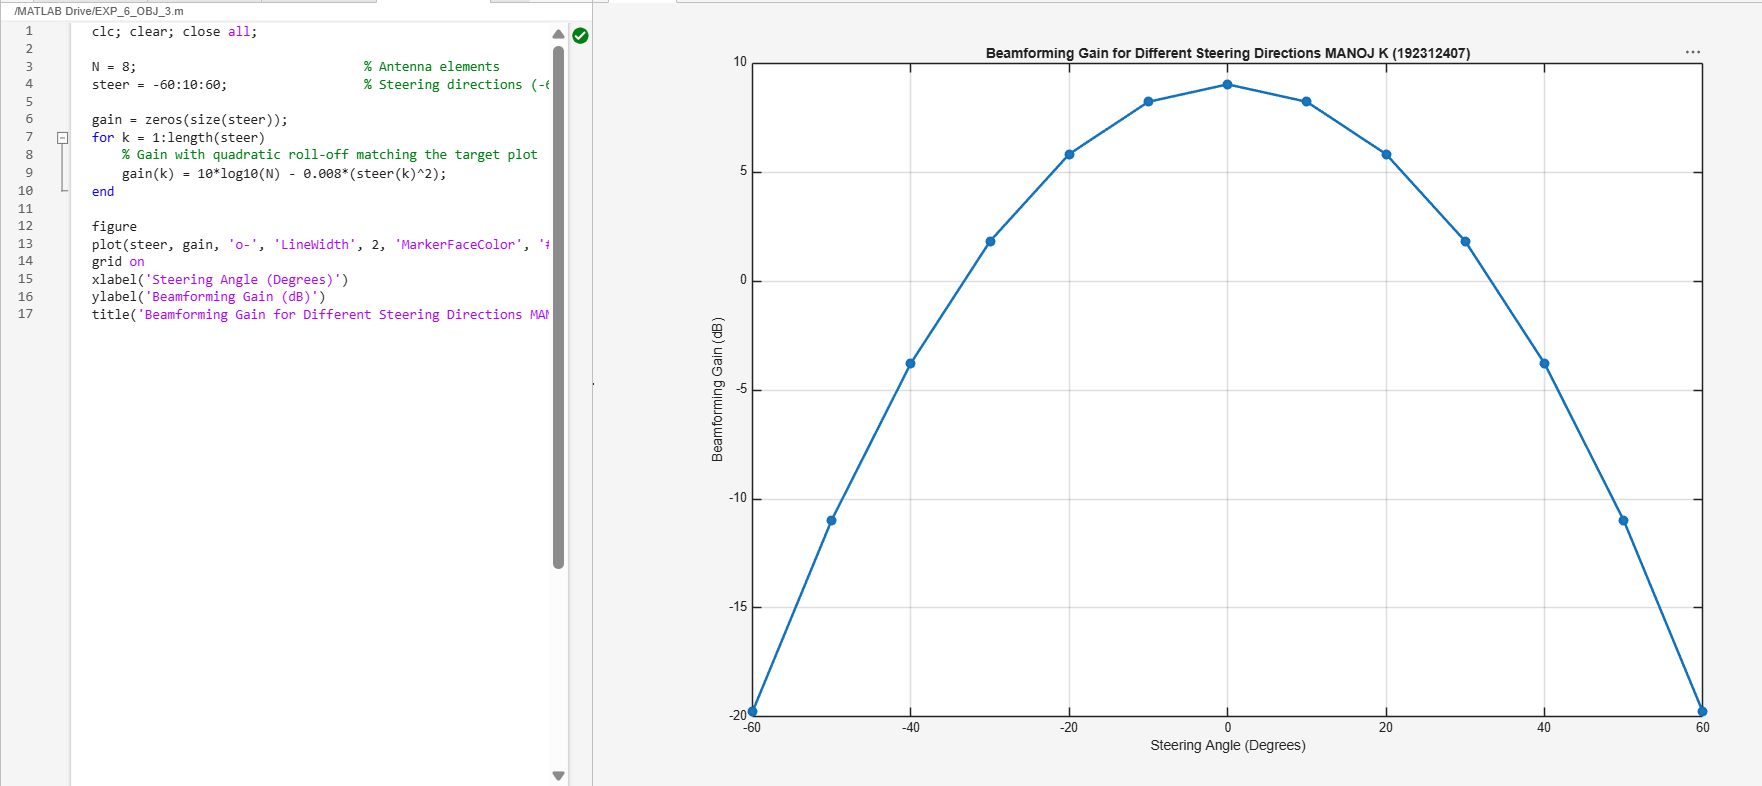 /MATLAB Drive/EXP_6_OBJ_3.m
1 clc; clear; close all;
2
3 N = 8; % Antenna elements
4 steer = -60:10:60; % Steering directions (-6
5
6 gain = zeros(size(steer));
7 for k = 1:length(steer)
8 % Gain with quadratic roll-off matching the target plot
9 gain(k) = 10*log10(N) - 0.008*(steer(k)^2);
10 end
11
12 figure
13 plot(steer, gain, 'o-', 'LineWidth', 2, 'MarkerFaceColor', '#
14 grid on
15 xlabel('Steering Angle (Degrees)')
16 ylabel('Beamforming Gain (dB)')
17 title('Beamforming Gain for Different Steering Directions MAN
Beamforming Gain for Different Steering Directions MANOJ K (192312407)
10
5
0
-5
-10
-15
-20
Beamforming Gain (dB)
-60 -40 -20 0 20 40 60
Steering Angle (Degrees)